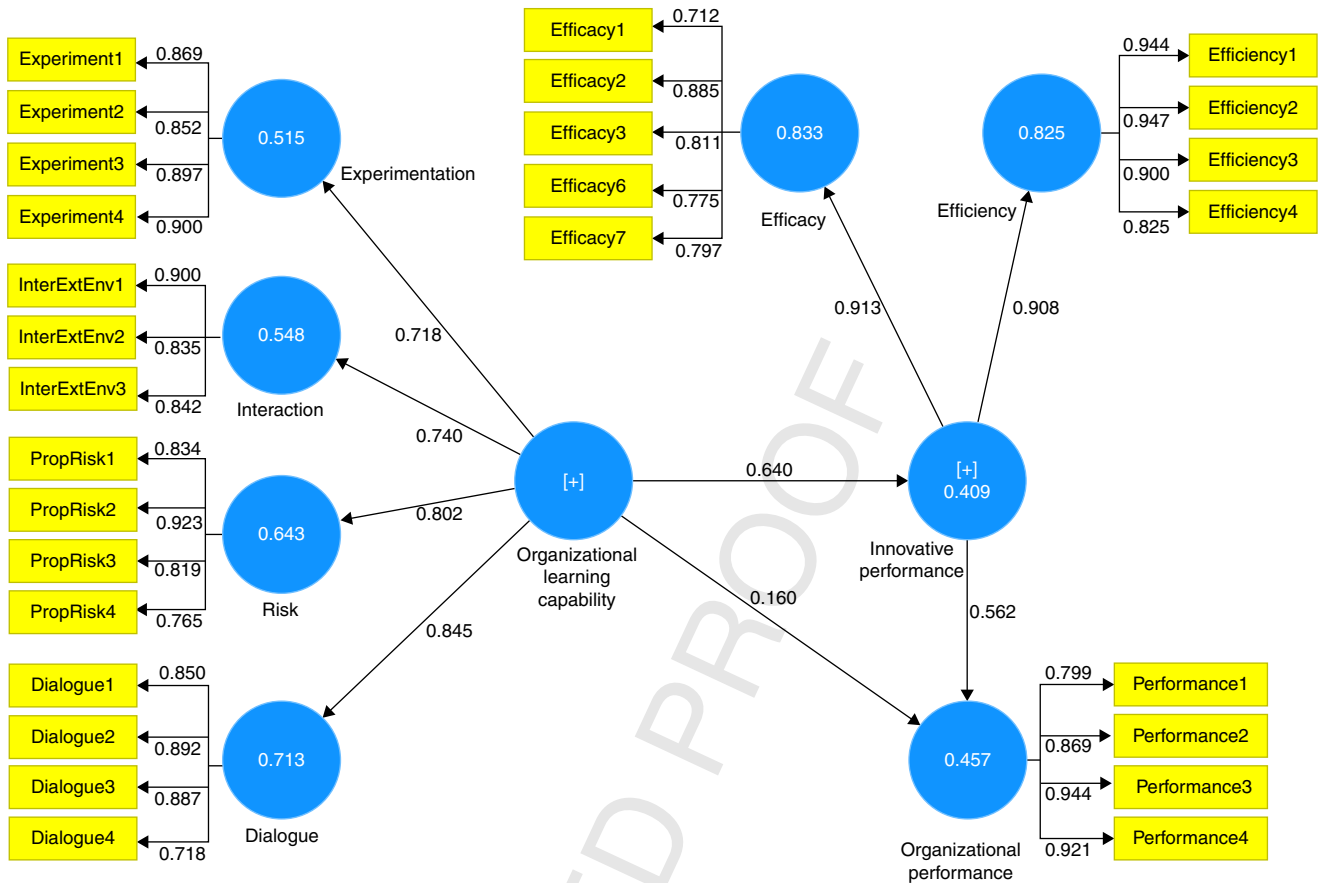 Experiment1
0.869
Experiment2
0.852
Experiment3
0.897
Experiment4
0.900
0.515
Experimentation
InterExtEnv1
0.900
InterExtEnv2
0.835
InterExtEnv3
0.842
0.548
Interaction
PropRisk1
0.834
PropRisk2
0.923
PropRisk3
0.819
PropRisk4
0.765
0.643
Risk
Dialogue1
0.850
Dialogue2
0.892
Dialogue3
0.887
Dialogue4
0.718
0.713
Dialogue
0.718
0.740
0.802
0.845
[+]
Organizational
learning
capability
0.640
0.160
Efficacy1
0.712
Efficacy2
0.885
Efficacy3
0.811
Efficacy6
0.775
Efficacy7
0.797
0.833
Efficacy
0.913
0.825
Efficiency
0.908
0.944
Efficiency1
0.947
Efficiency2
0.900
Efficiency3
0.825
Efficiency4
[+]
0.409
Innovative
performance
0.562
0.457
Organizational
performance
0.799
Performance1
0.869
Performance2
0.944
Performance3
0.921
Performance4
ED PROOF